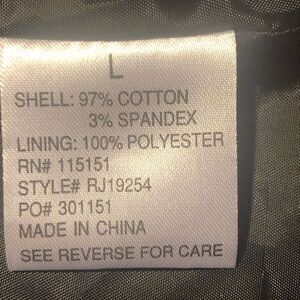 L
SHELL: 97% COTTON
3% SPANDEX
LINING: 100% POLYESTER
RN# 115151
STYLE# RJ19254
PO# 301151
MADE IN CHINA
SEE REVERSE FOR CARE